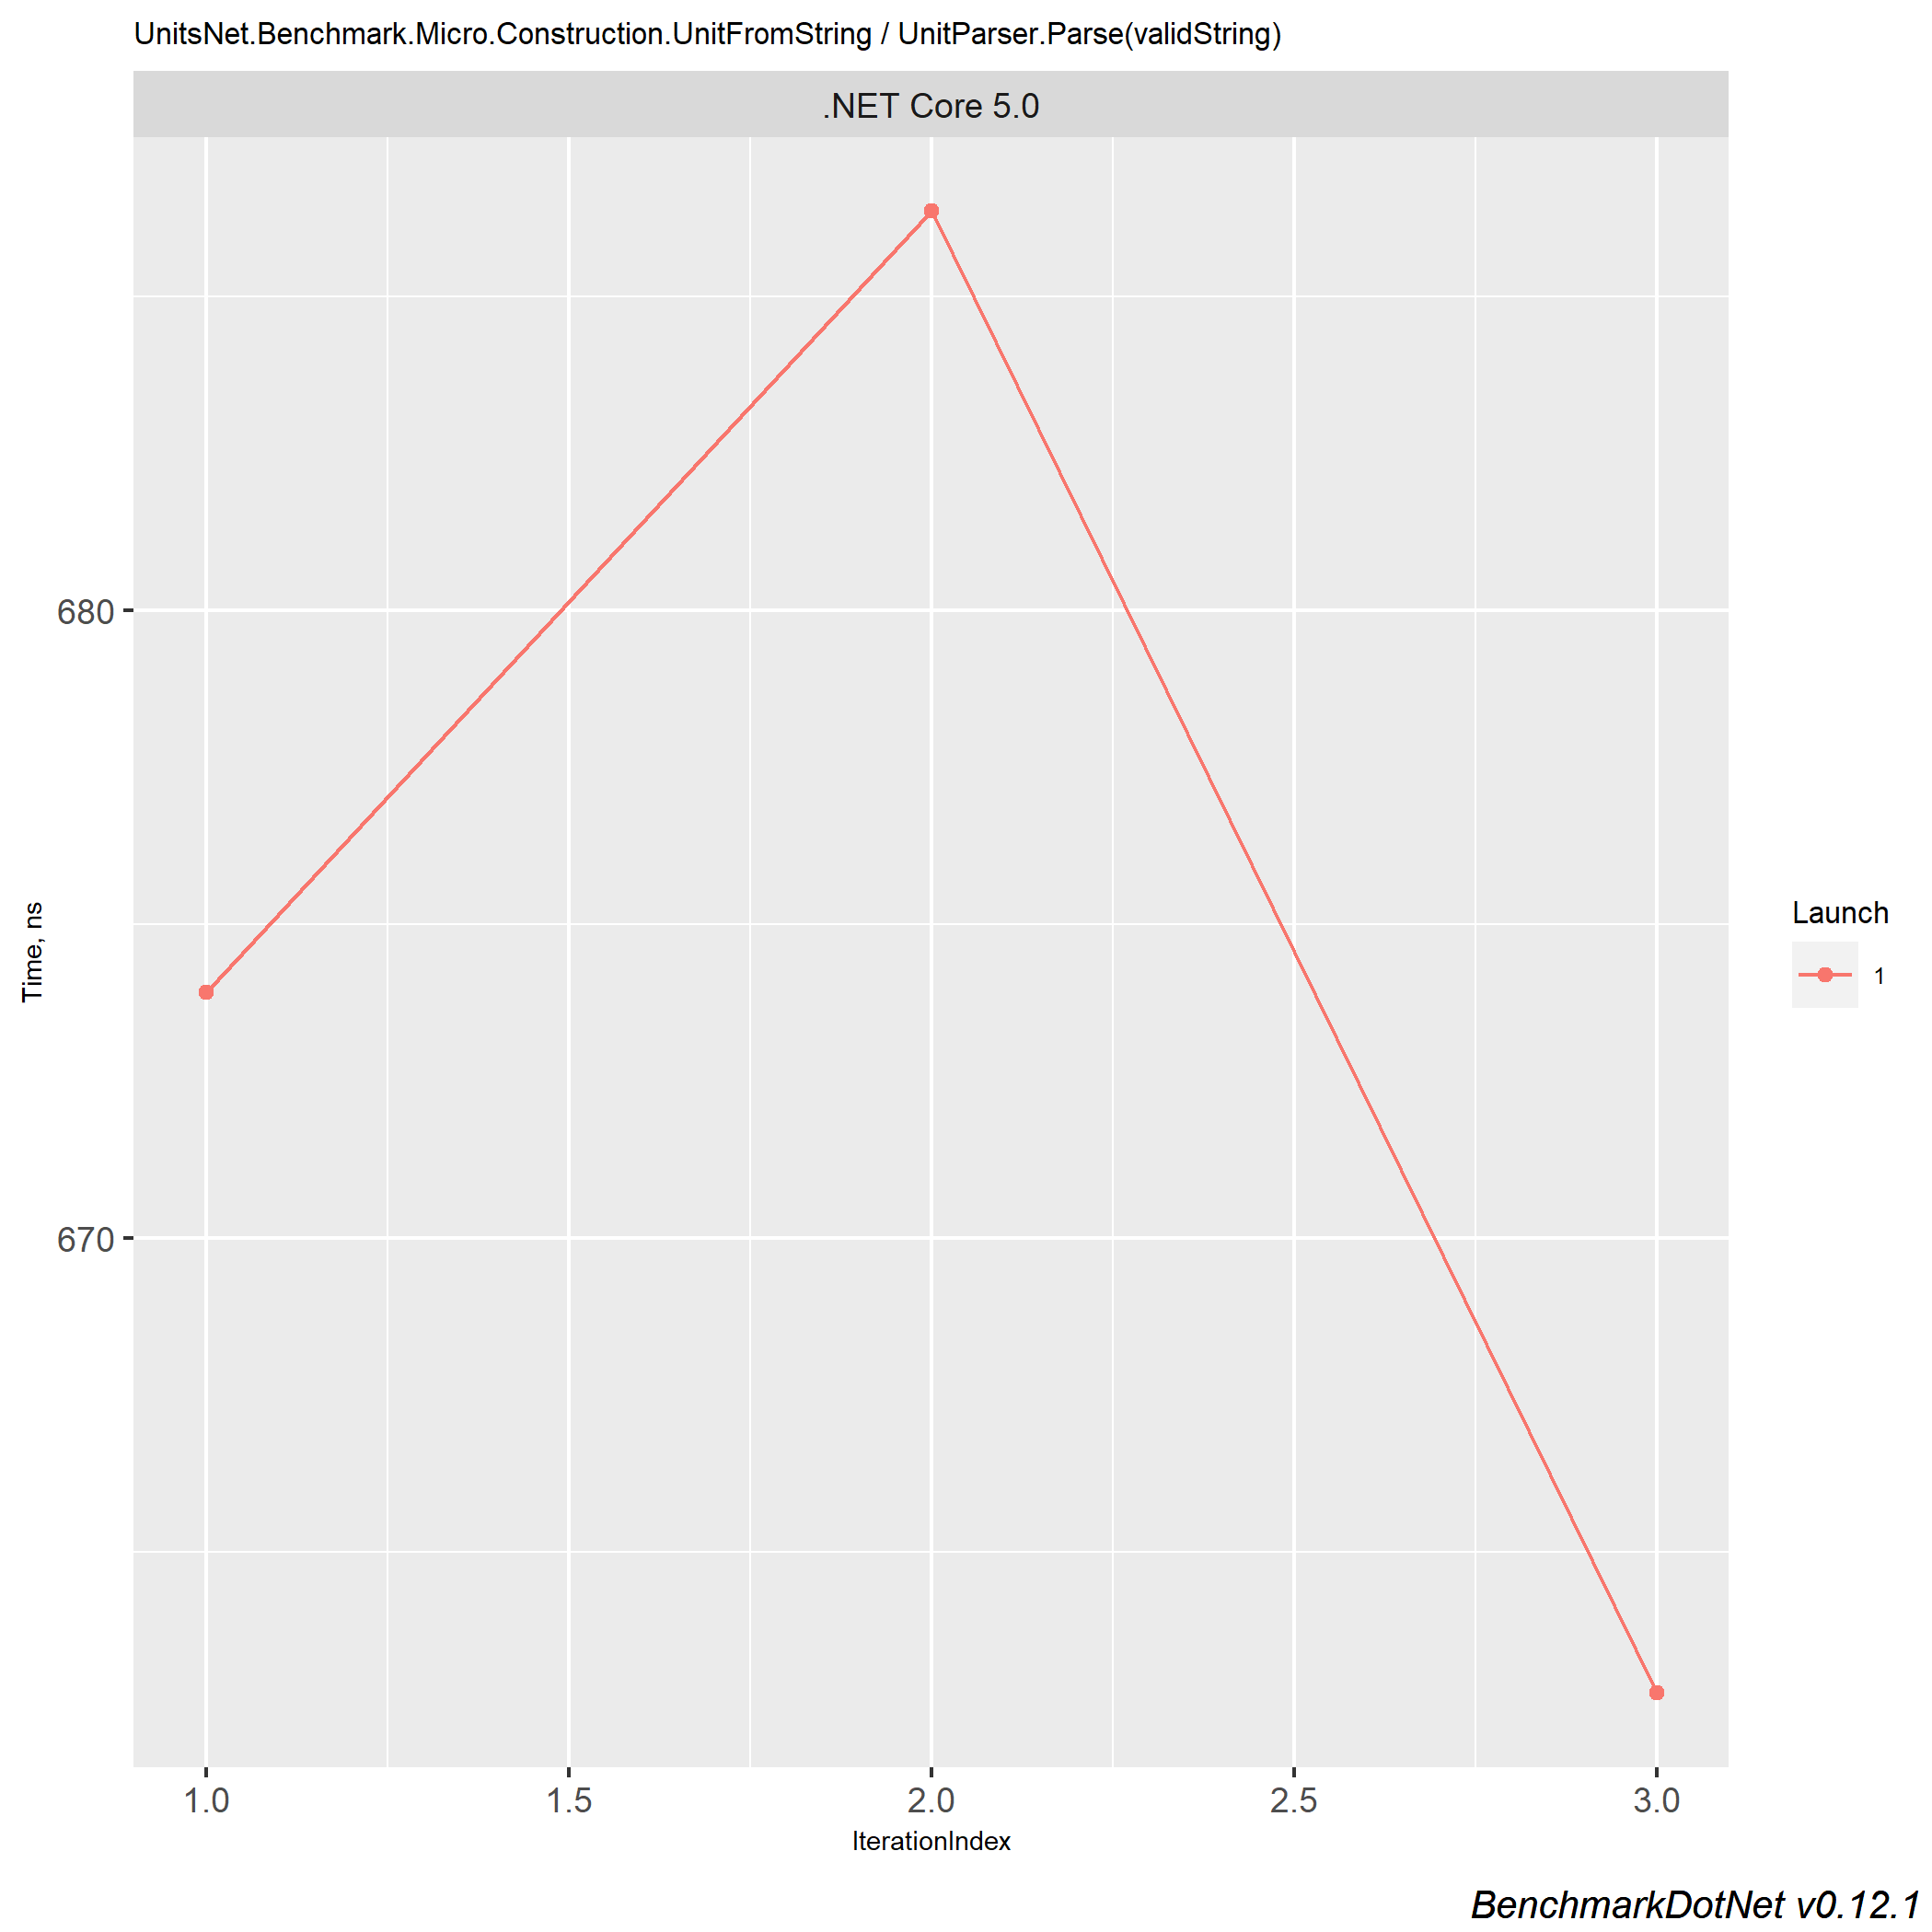 UnitsNet.Benchmark.Micro.Construction.UnitFromString / UnitParser.Parse(validString)
.NET Core 5.0
680
670
Time, ns
1.0 1.5 2.0 2.5 3.0
IterationIndex
Launch
1
BenchmarkDotNet v0.12.1